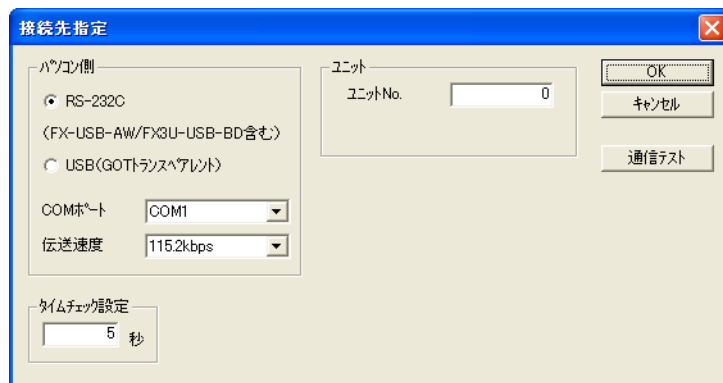 接続先指定
パソコン側
RS-232C
(FX-USB-AW/FX3U-USB-BD含む)
USB(GOTトランスペアレント)
COMポート COM1
伝送速度 115.2kbps
タイムチェック設定
5 秒
ユニット
ユニットNo. 0
OK
キャンセル
通信テスト